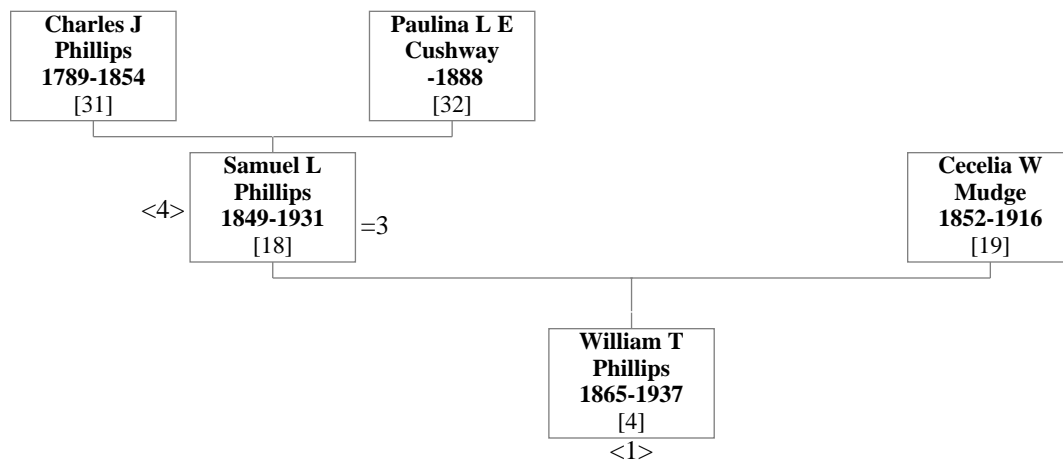 Charles J
Phillips
1789-1854
[31]
Paulina L E
Cushway
-1888
[32]
<4>
Samuel L
Phillips
1849-1931
[18]
=3
Cecelia W
Mudge
1852-1916
[19]
William T
Phillips
1865-1937
[4]
<1>